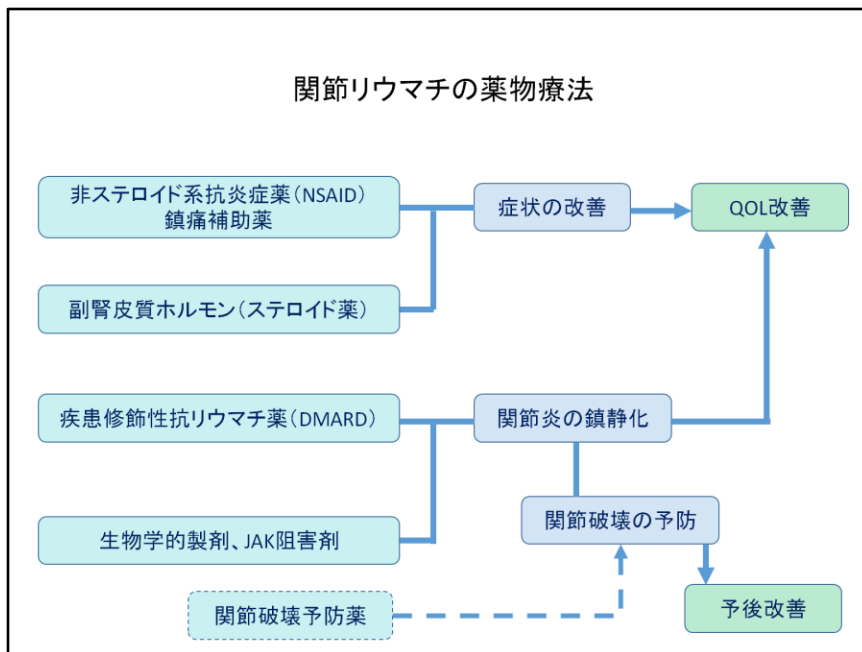 関節リウマチの薬物療法
非ステロイド系抗炎症薬（NSAID）
鎮痛補助薬
症状の改善
QOL改善
副腎皮質ホルモン（ステロイド薬）
疾患修飾性抗リウマチ薬（DMARD）
関節炎の鎮静化
関節破壊の予防
生物学的製剤、JAK阻害剤
関節破壊予防薬
予後改善